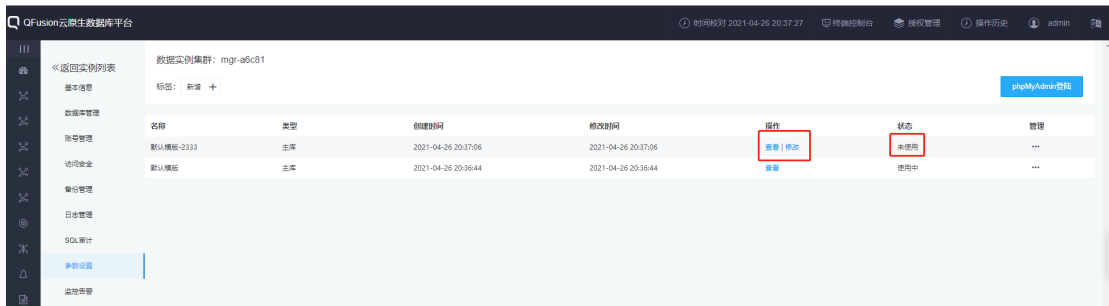 QFusion云原生数据库平台 时间校对 2021-04-26 20:37:27 终端控制台 授权管理 操作历史 admin
≪返回实例列表
基本信息
数据库管理
账号管理
访问安全
备份管理
日志管理
SQL审计
参数设置
监控告警
数据实例集群：mgr-a6c81
标签： 新增 +
phpMyAdmin登陆
名称 类型 创建时间 修改时间 操作 状态 管理
默认模板-2333 主库 2021-04-26 20:37:06 2021-04-26 20:37:06 查看 | 修改 未使用 ···
默认模板 主库 2021-04-26 20:36:44 2021-04-26 20:36:44 查看 使用中 ···